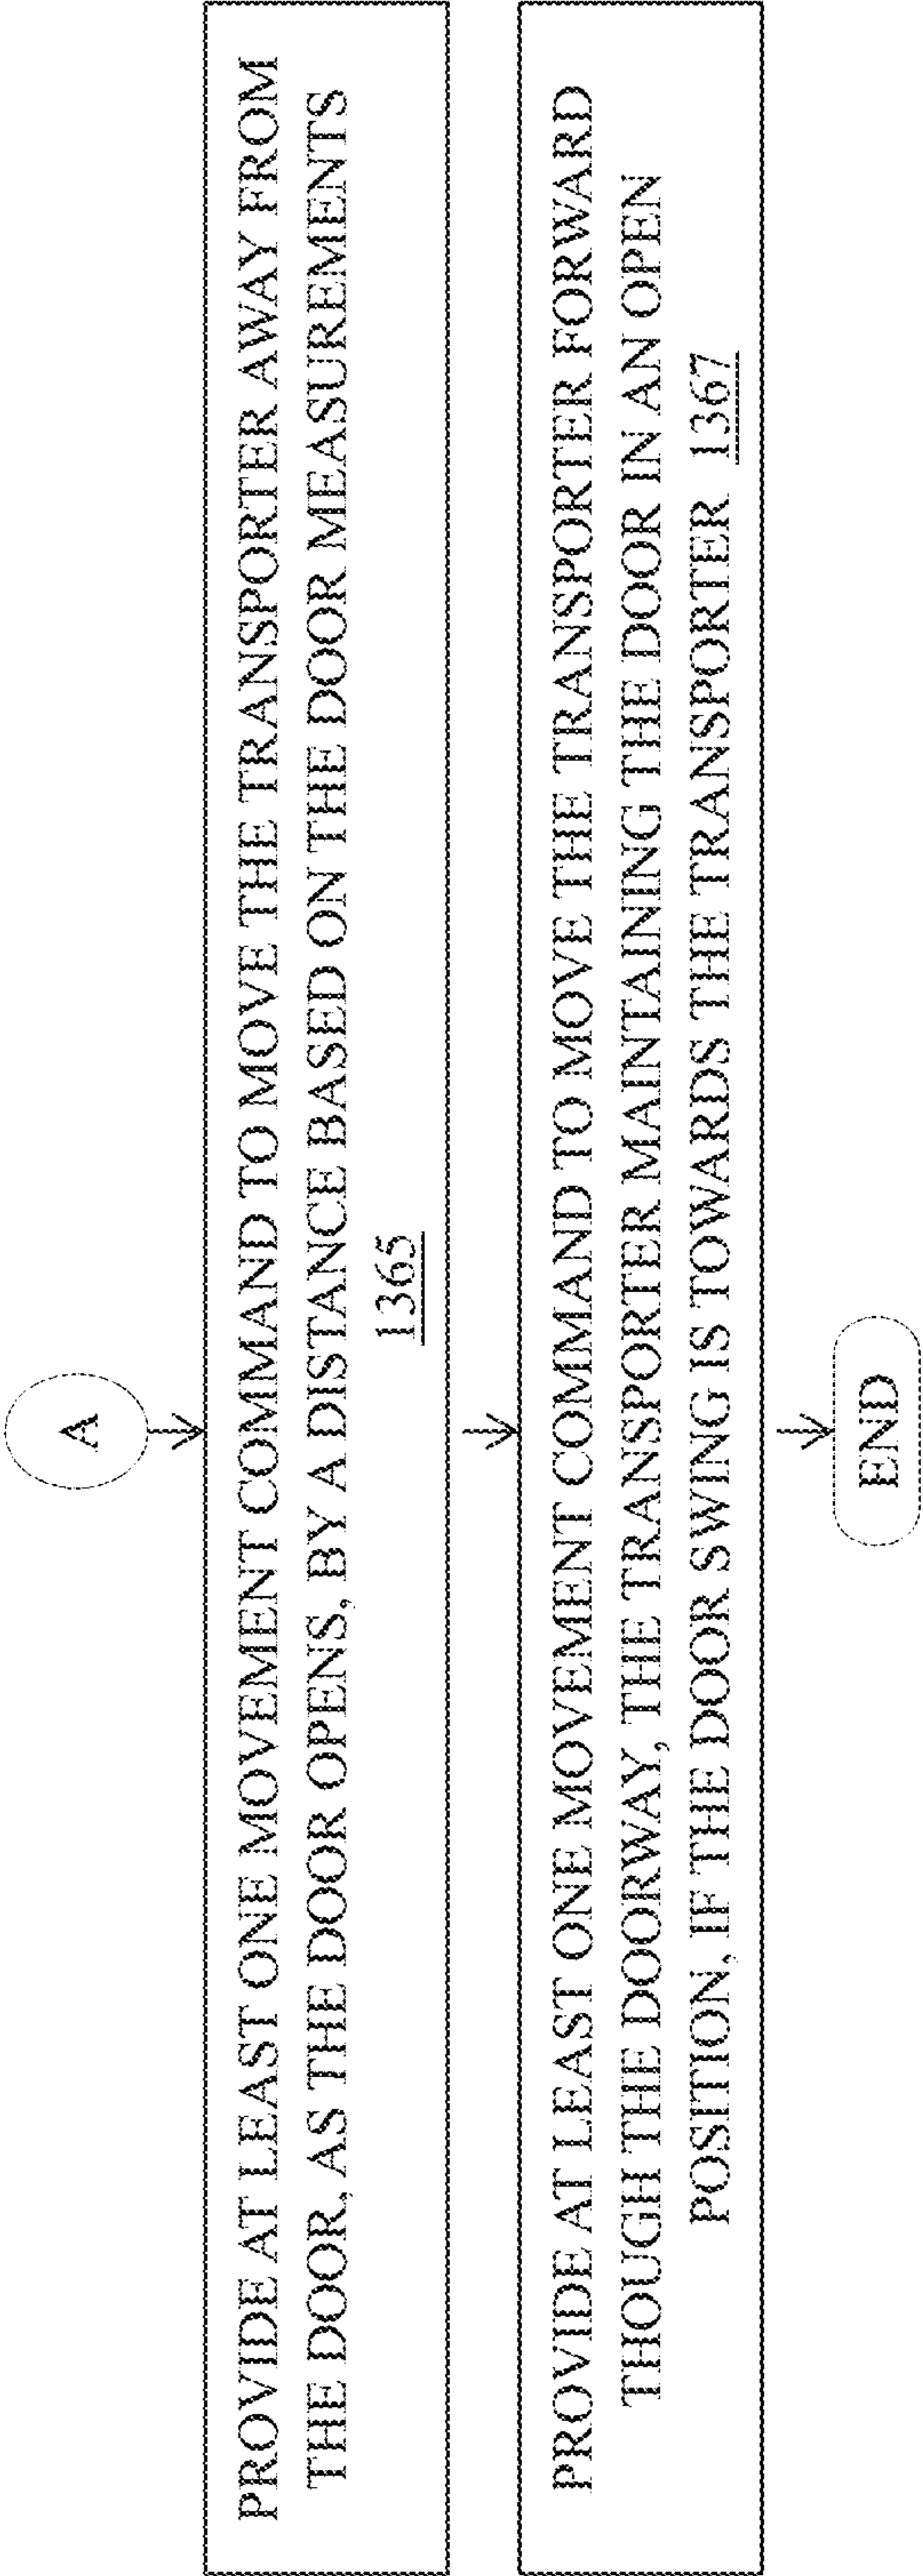 A
PROVIDE AT LEAST ONE MOVEMENT COMMAND TO MOVE THE TRANSPORTER AWAY FROM
THE DOOR, AS THE DOOR OPENS, BY A DISTANCE BASED ON THE DOOR MEASUREMENTS
1365
PROVIDE AT LEAST ONE MOVEMENT COMMAND TO MOVE THE TRANSPORTER FORWARD
THOUGH THE DOORWAY, THE TRANSPORTER MAINTAINING THE DOOR IN AN OPEN
POSITION, IF THE DOOR SWING IS TOWARDS THE TRANSPORTER 1367
END